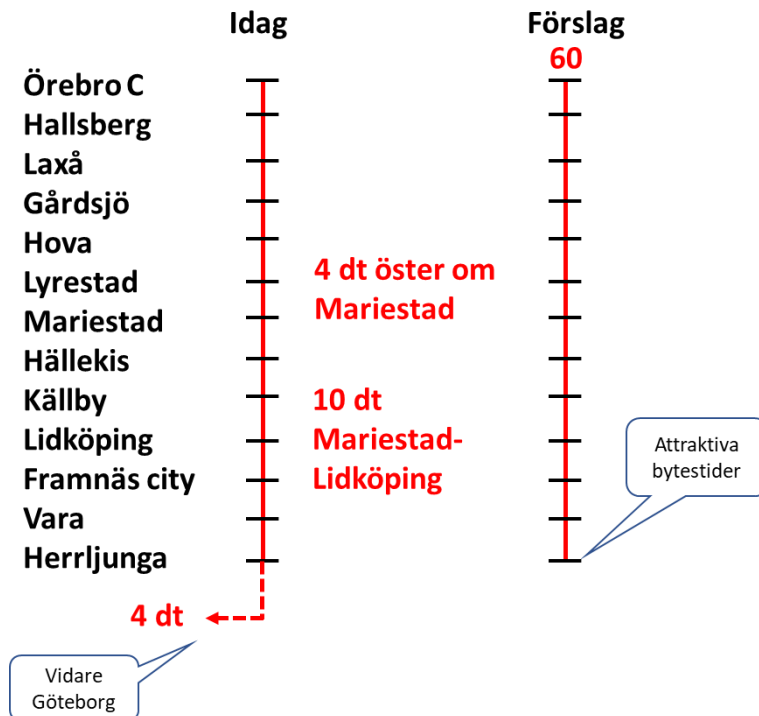 Idag
Förslag
60
Örebro C
Hallsberg
Laxå
Gårdsjö
Hova
Lyrestad
Mariestad
Hällekis
Källby
Lidköping
Framnäs city
Vara
Herrljunga
4 dt öster om
Mariestad
10 dt
Mariestad-
Lidköping
Attraktiva
bytestider
4 dt
Vidare
Göteborg